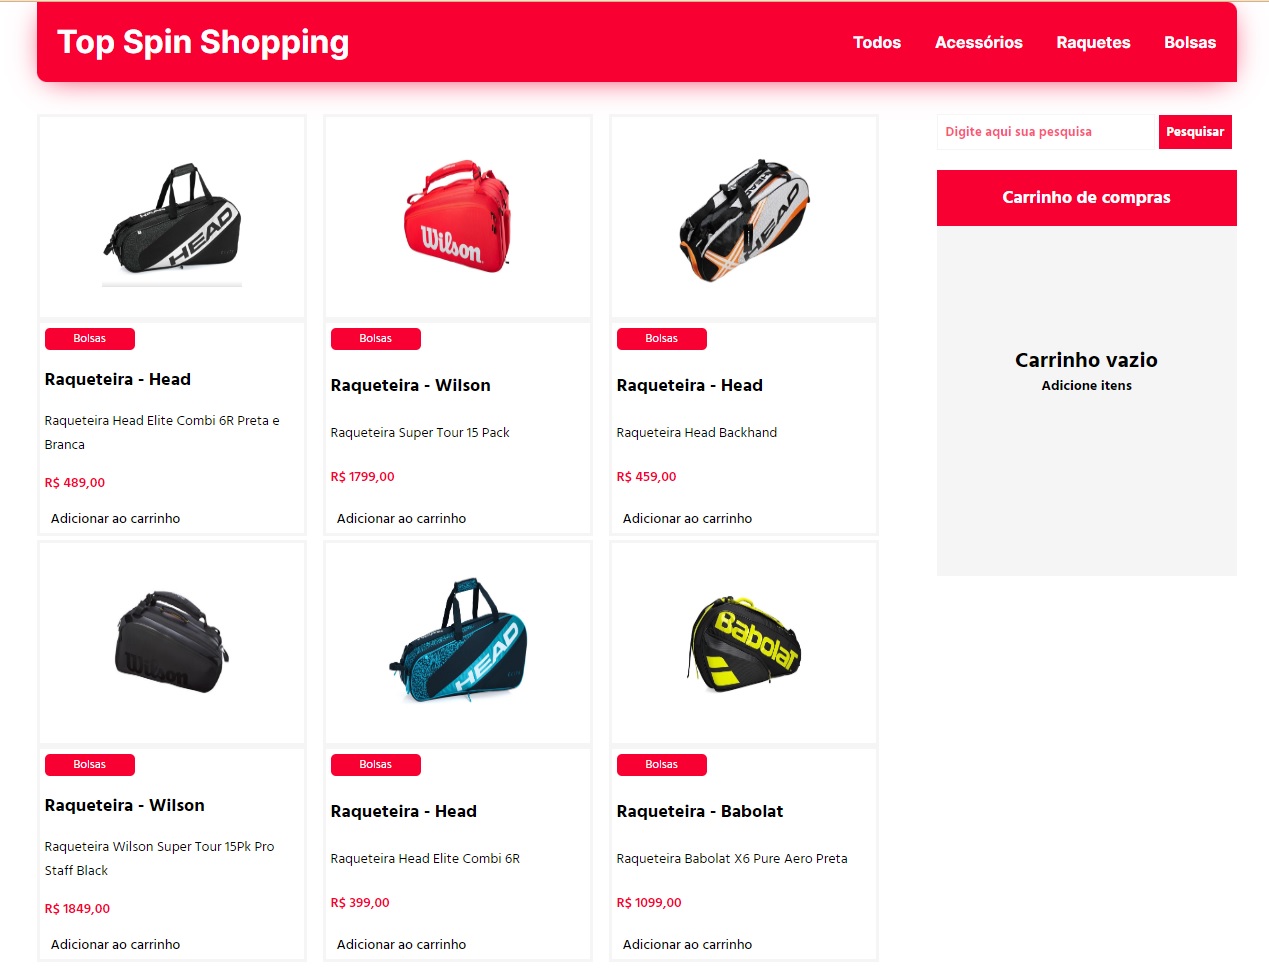 Top Spin Shopping
Todos Acessórios Raquetes Bolsas
Digite aqui sua pesquisa Pesquisar
Carrinho de compras
Carrinho vazio
Adicione itens
HEAD
Bolsas
Raqueteira - Head
Raqueteira Head Elite Combi 6R Preta e
Branca
R$ 489,00
Adicionar ao carrinho
Wilson
Bolsas
Raqueteira - Wilson
Raqueteira Super Tour 15 Pack
R$ 1799,00
Adicionar ao carrinho
HEAD
HEAD
Bolsas
Raqueteira - Head
Raqueteira Head Backhand
R$ 459,00
Adicionar ao carrinho
Wilson
Bolsas
Raqueteira - Wilson
Raqueteira Wilson Super Tour 15Pk Pro
Staff Black
R$ 1849,00
Adicionar ao carrinho
HEAD
Bolsas
Raqueteira - Head
Raqueteira Head Elite Combi 6R
R$ 399,00
Adicionar ao carrinho
BabolaT
Bolsas
Raqueteira - Babolat
Raqueteira Babolat X6 Pure Aero Preta
R$ 1099,00
Adicionar ao carrinho